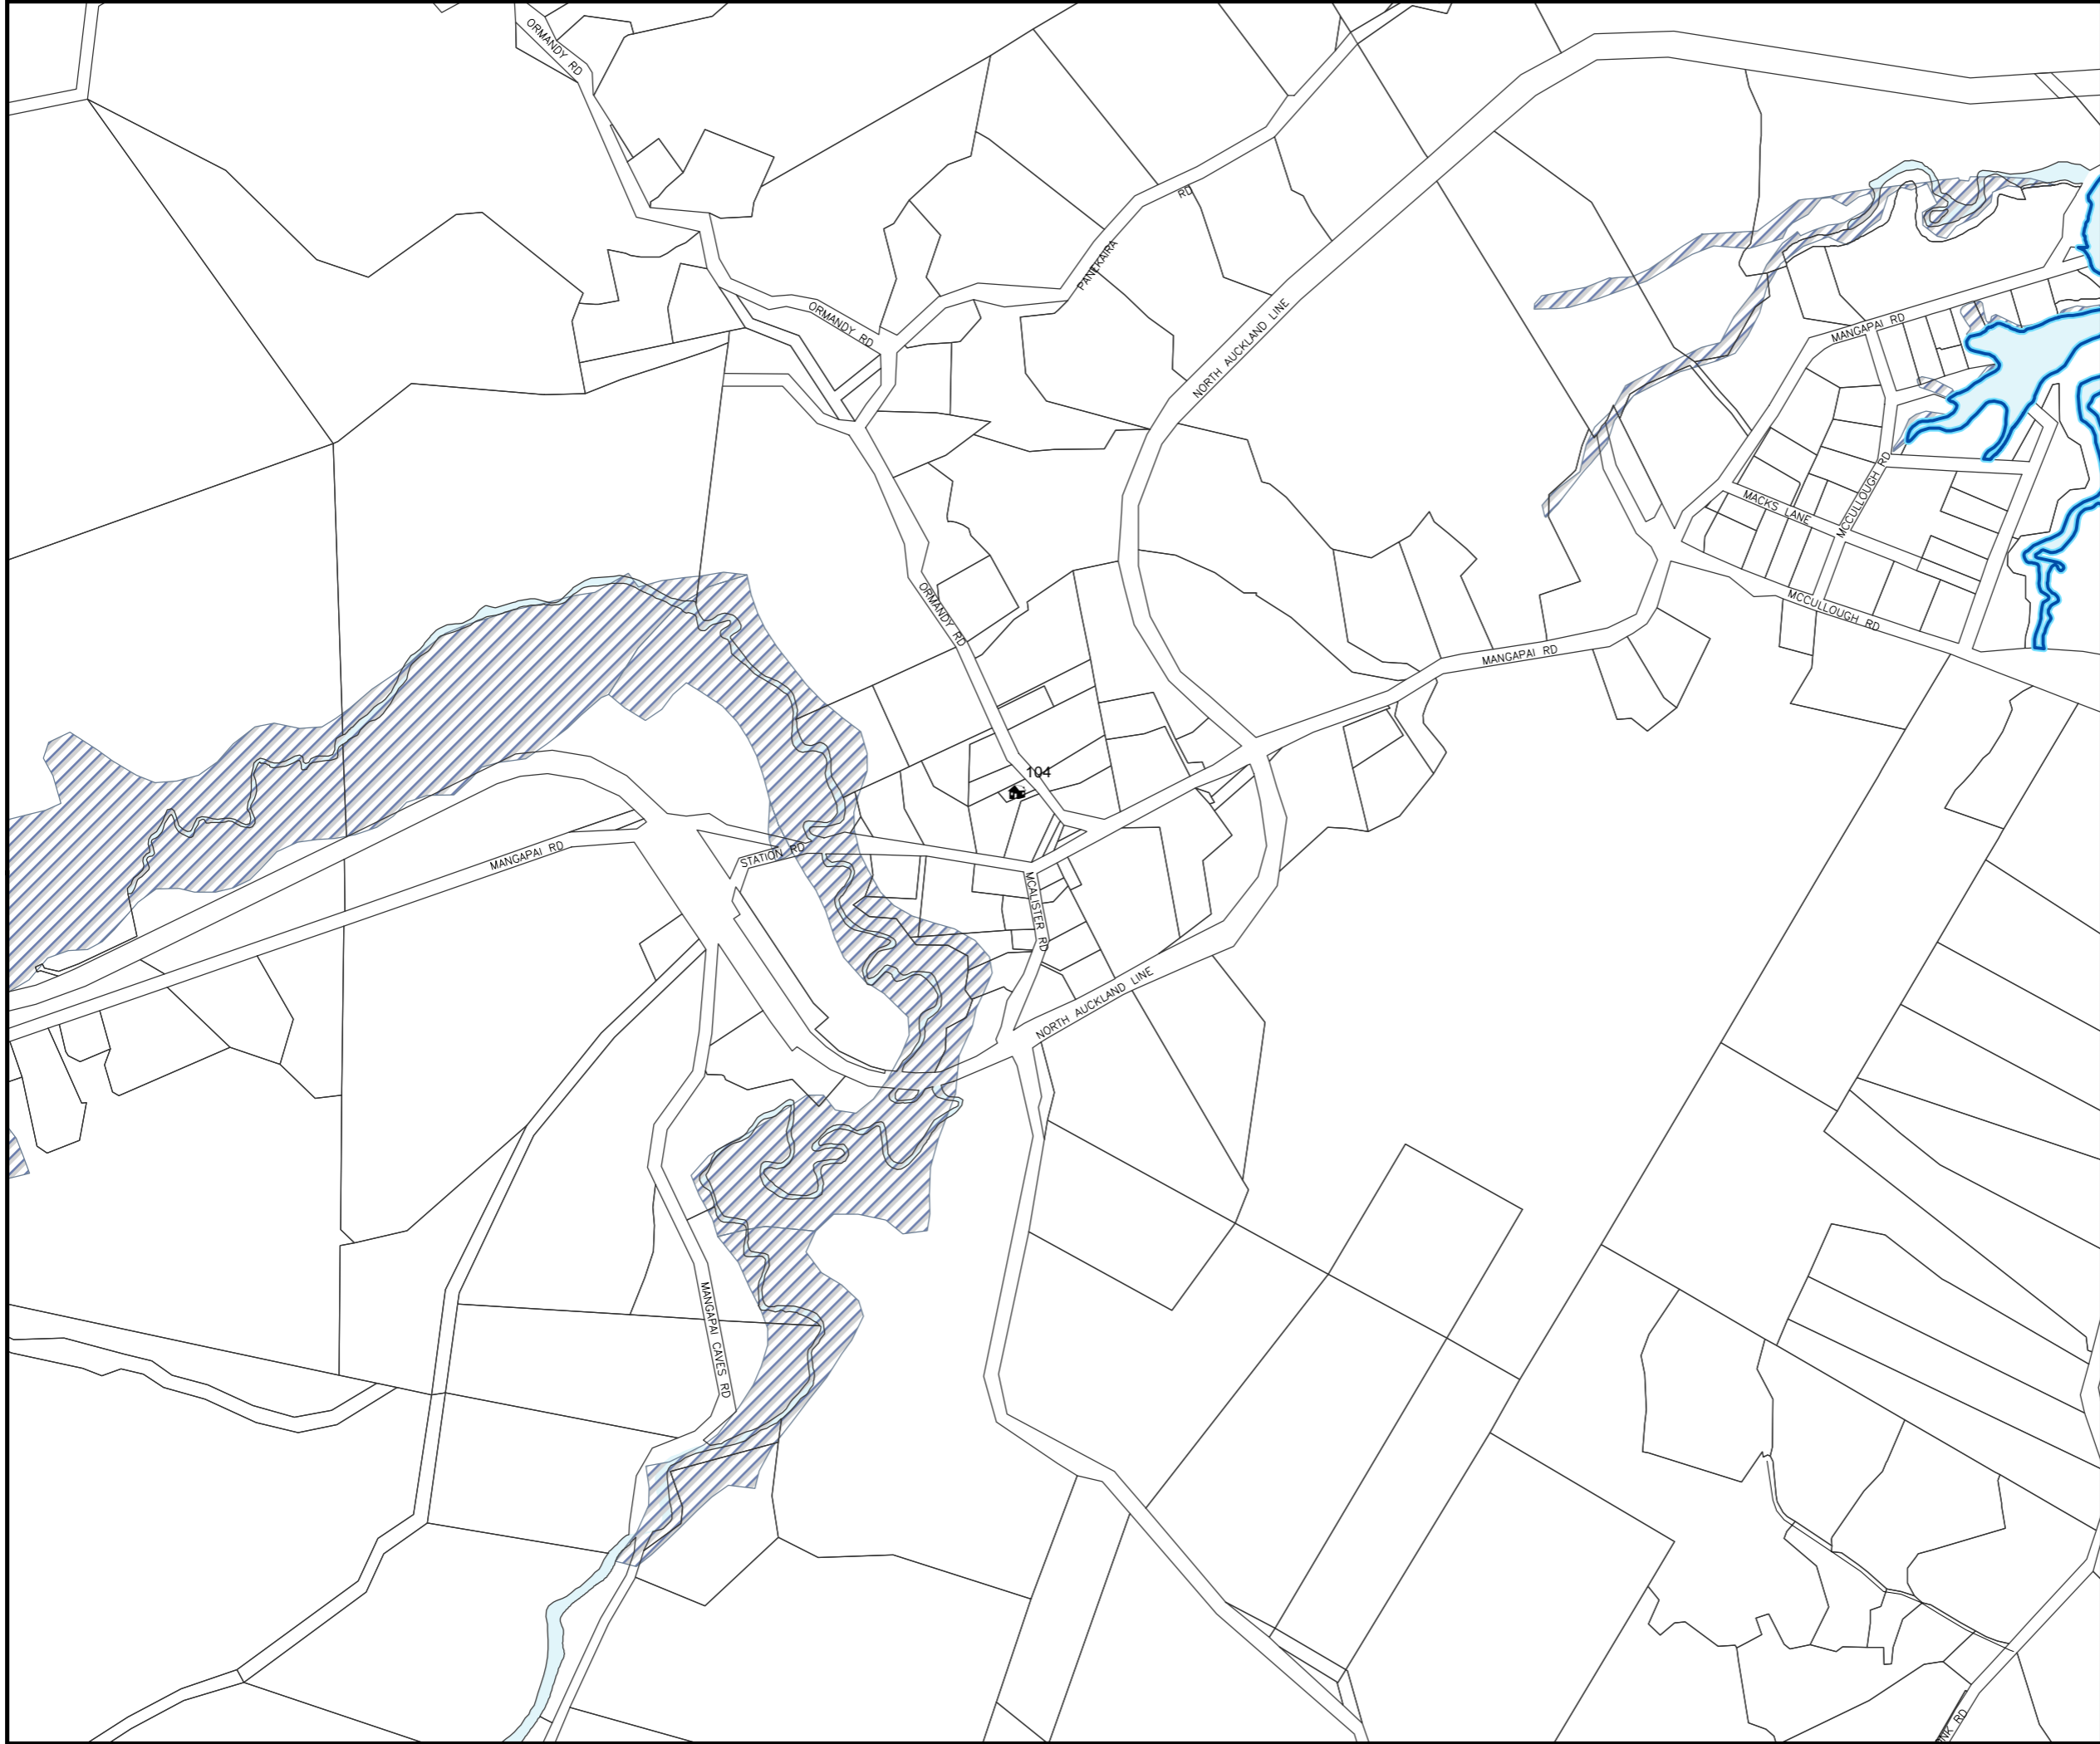 ORMANDY RD
RD
PANEKAIRA
ORMANDY RD
NORTH AUCKLAND LINE
MANGAPAI RD
MACKS LANE
MCCULLOUGH RD
ORMANDY RD
MCCULLOUGH RD
MANGAPAI RD
104
MANGAPAI RD
STATION RD
MCALISTER RD
NORTH AUCKLAND LINE
MANGAPAI CAVES RD
RD